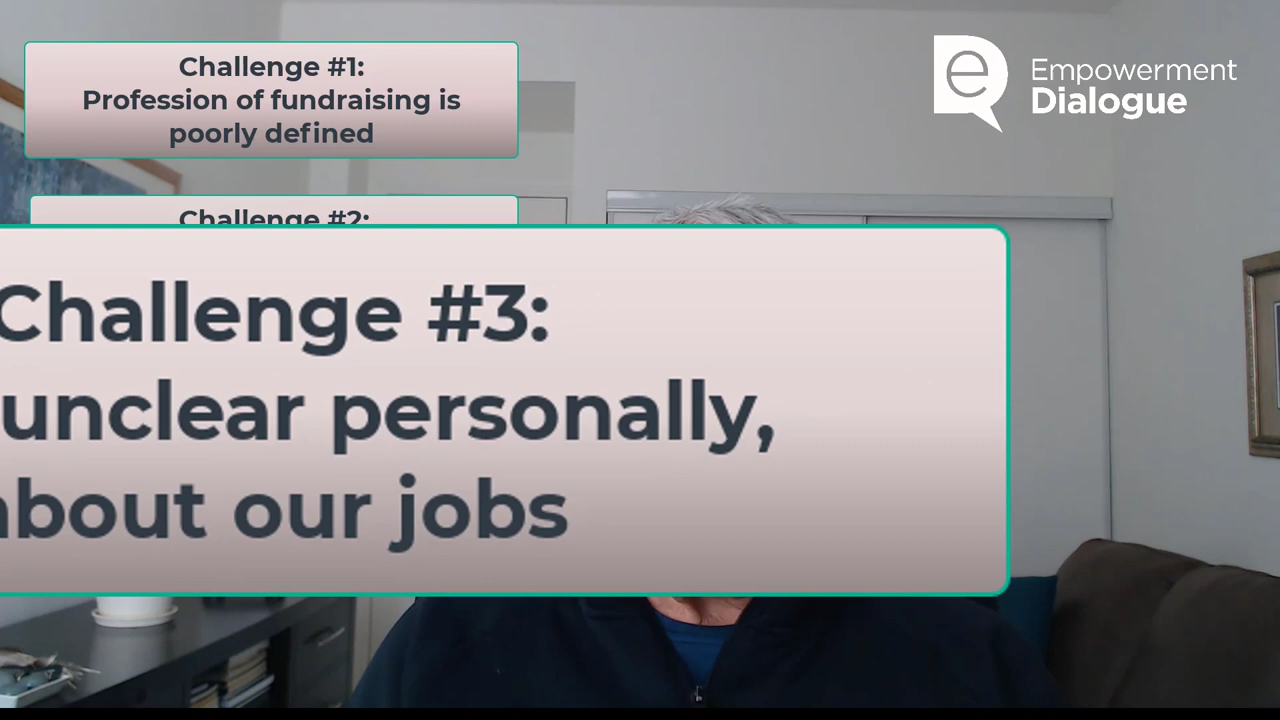 Challenge #1:
Profession of fundraising is
poorly defined
Challenge #2:
Challenge #3:
unclear personally,
about our jobs
e
Empowerment
Dialogue